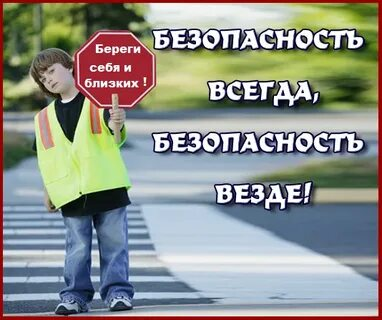 Береги
себя и
близких !
БЕЗОПАСНОСТЬ
ВСЕГДА,
БЕЗОПАСНОСТЬ
ВЕЗДЕ!